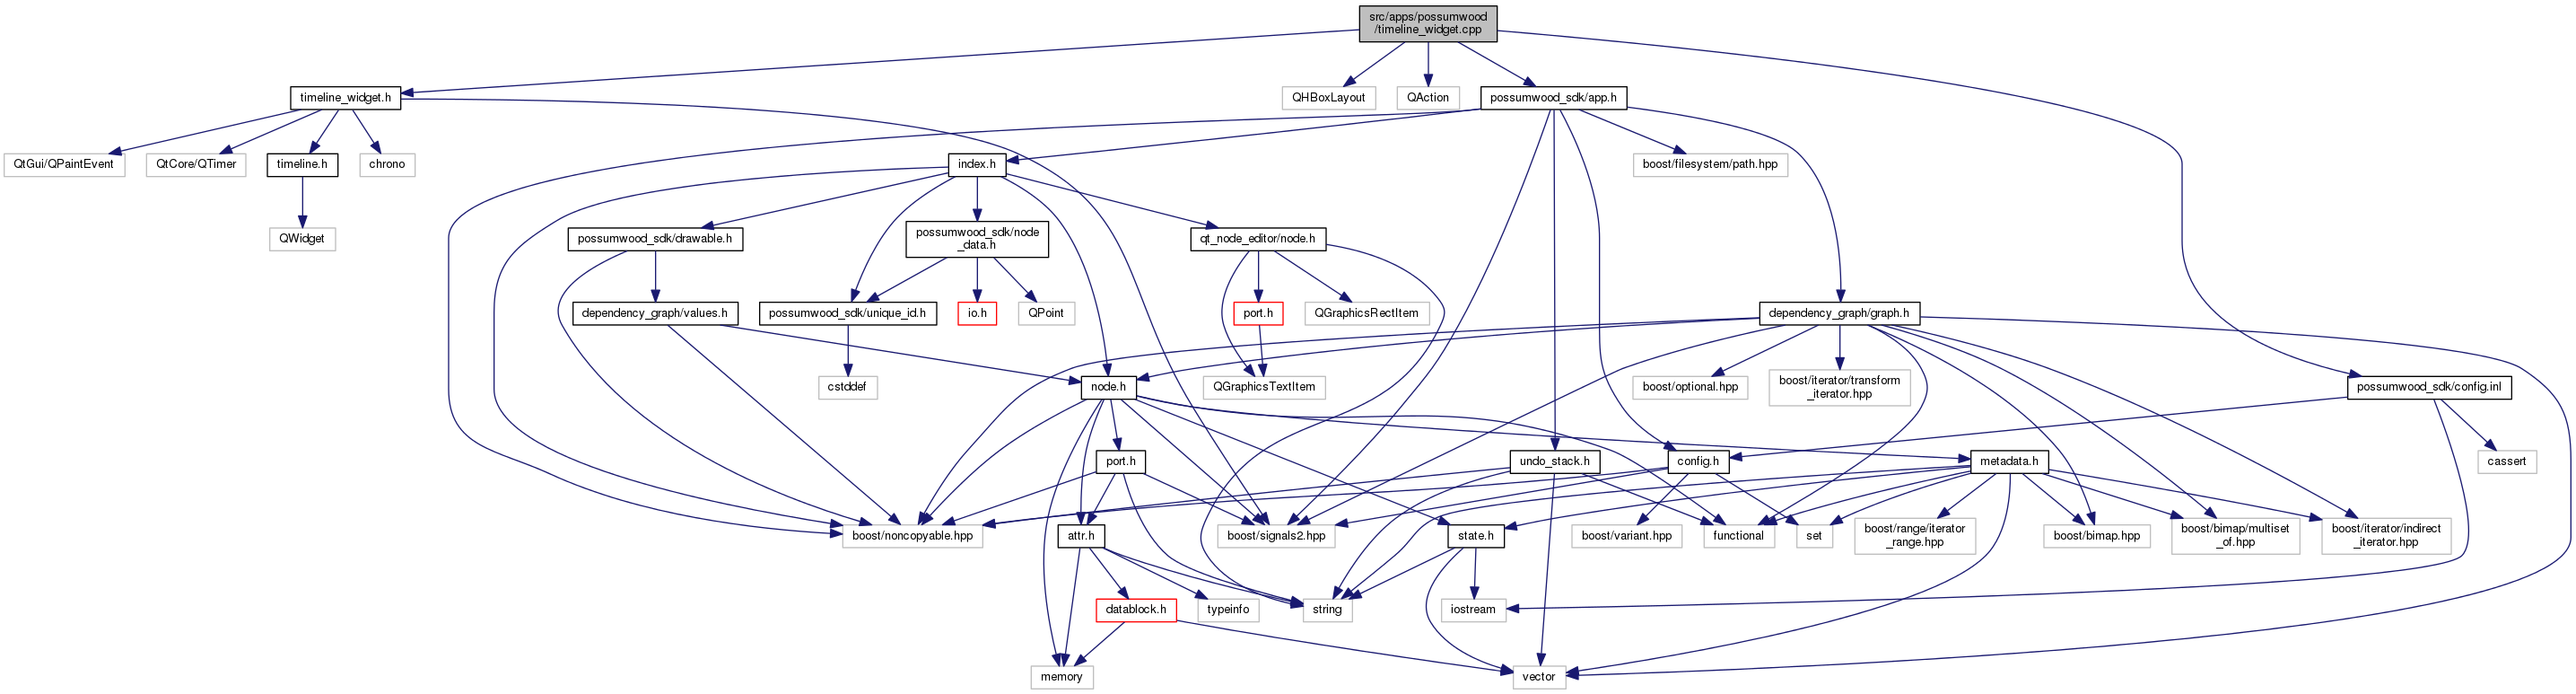 src/apps/possumwood
/timeline_widget.cpp
timeline_widget.h
QHBoxLayout
QAction
possumwood_sdk/app.h
QtGui/QPaintEvent
QtCore/QTimer
timeline.h
chrono
index.h
boost/filesystem/path.hpp
QWidget
possumwood_sdk/drawable.h
possumwood_sdk/node
_data.h
qt_node_editor/node.h
dependency_graph/values.h
possumwood_sdk/unique_id.h
io.h
QPoint
port.h
QGraphicsRectItem
dependency_graph/graph.h
cstddef
node.h
QGraphicsTextItem
boost/optional.hpp
boost/iterator/transform
_iterator.hpp
possumwood_sdk/config.inl
port.h
undo_stack.h
config.h
metadata.h
cassert
boost/noncopyable.hpp
attr.h
boost/signals2.hpp
state.h
boost/variant.hpp
functional
set
boost/range/iterator
_range.hpp
boost/bimap.hpp
boost/bimap/multiset
_of.hpp
boost/iterator/indirect
_iterator.hpp
datablock.h
typeinfo
string
iostream
memory
vector